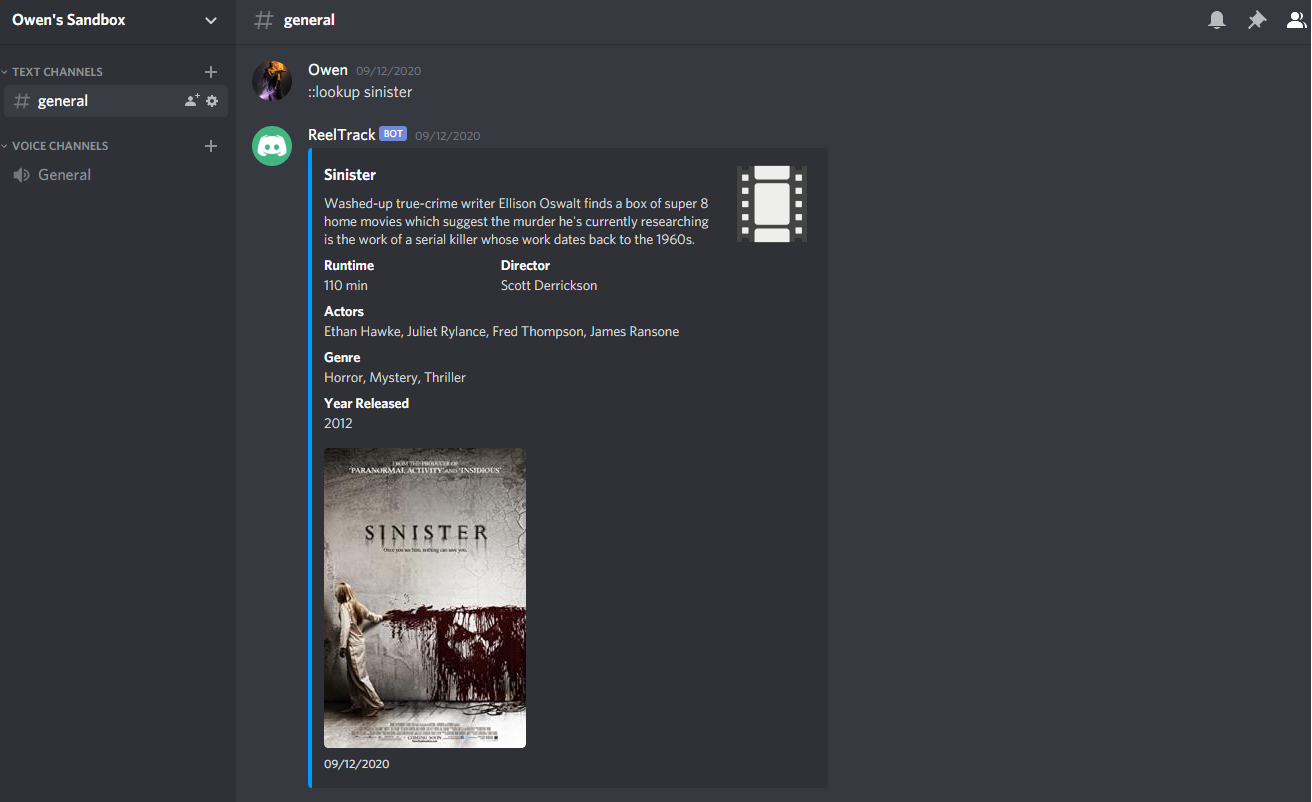 Owen's Sandbox
TEXT CHANNELS
general
VOICE CHANNELS
General
general
Owen 09/12/2020
::lookup sinister
ReelTrack BOT 09/12/2020
Sinister
Washed-up true-crime writer Ellison Oswalt finds a box of super 8
home movies which suggest the murder he's currently researching
is the work of a serial killer whose work dates back to the 1960s.
Runtime Director
110 min Scott Derrickson
Actors
Ethan Hawke, Juliet Rylance, Fred Thompson, James Ransone
Genre
Horror, Mystery, Thriller
Year Released
2012
FROM THE PRODUCER OF
'PARANORMAL ACTIVITY' AND 'INSIDIOUS'
SINISTER
Once you see him, nothing can save you.
COMING SOON
09/12/2020